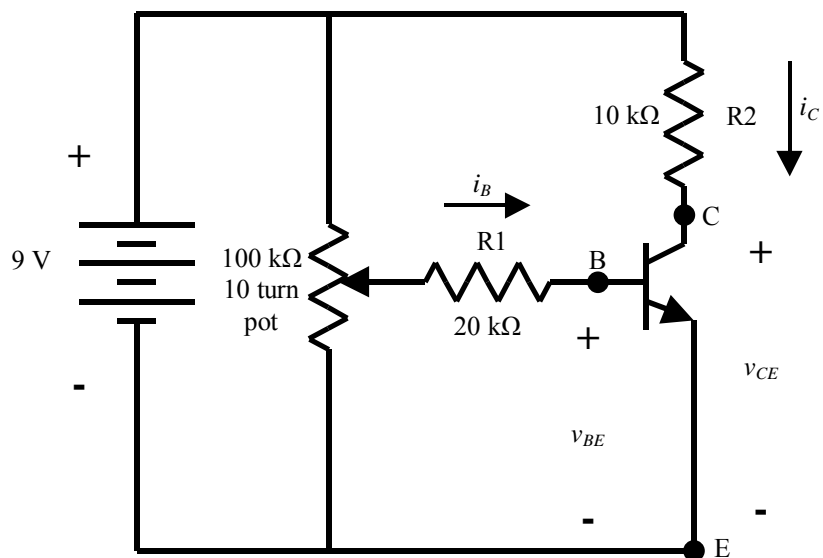 +
9 V
-
100 kΩ
10 turn
pot
i_B
R1
20 kΩ
B
+
v_BE
-
10 kΩ
R2
i_C
C
+
v_CE
-
E